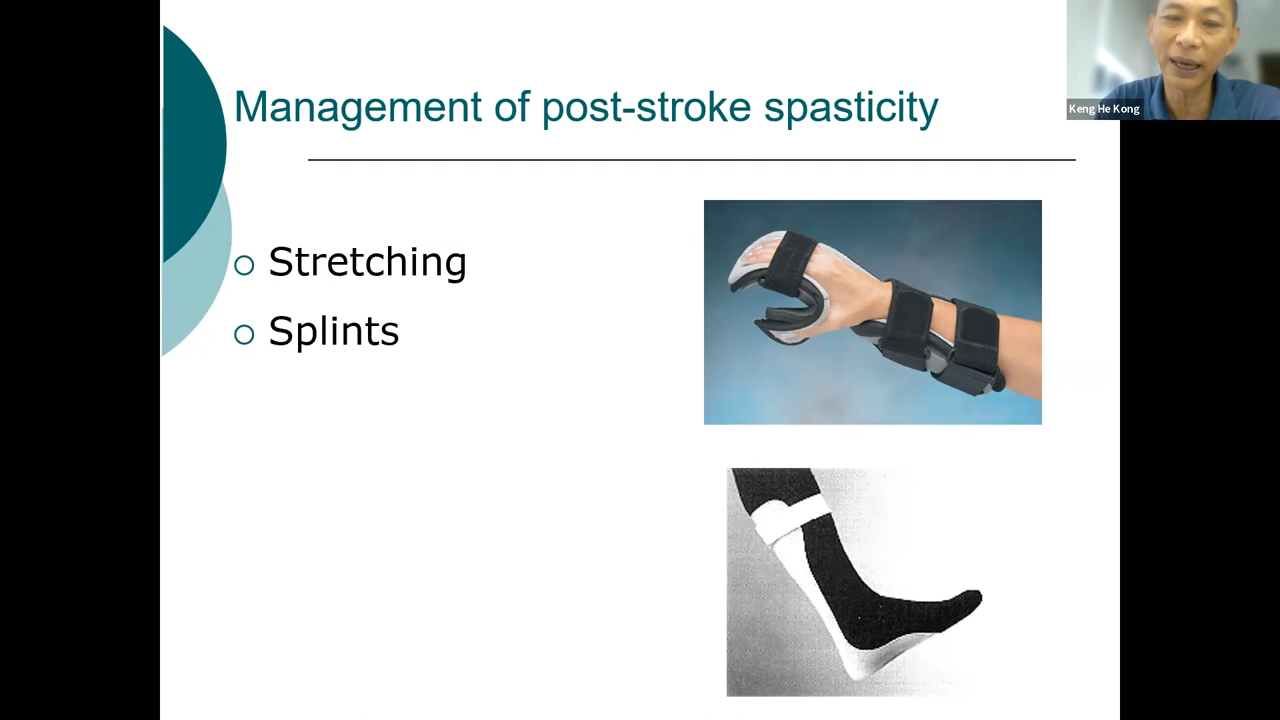 Management of post-stroke spasticity
Keng He Kong
Stretching
Splints